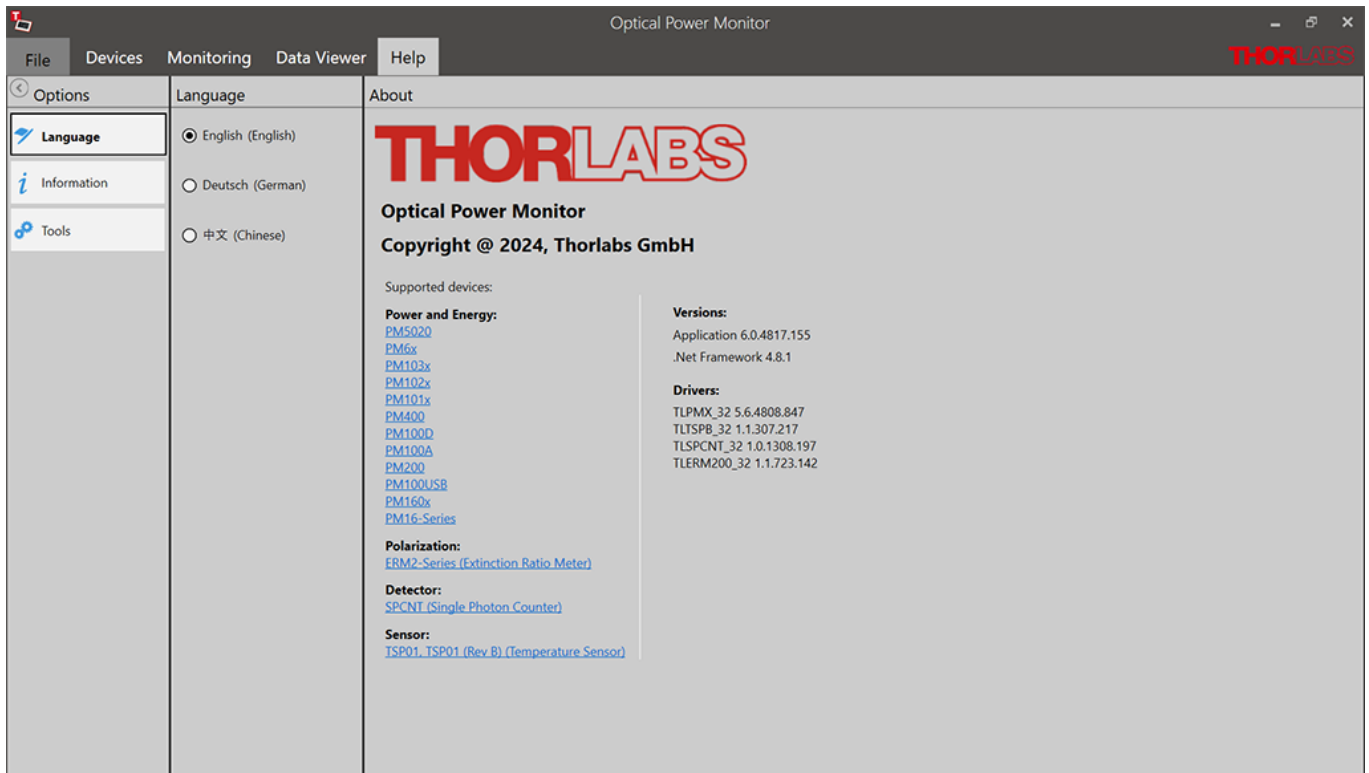 Optical Power Monitor
File Devices Monitoring Data Viewer Help
THORLABS
Options
Language
Information
Tools
Language
English (English)
Deutsch (German)
中文 (Chinese)
About
THORLABS
Optical Power Monitor
Copyright @ 2024, Thorlabs GmbH
Supported devices:
Power and Energy:
PM5020
PM6x
PM103x
PM102x
PM101x
PM400
PM100D
PM100A
PM200
PM100USB
PM160x
PM16-Series
Polarization:
ERM2-Series (Extinction Ratio Meter)
Detector:
SPCNT (Single Photon Counter)
Sensor:
TSP01, TSP01 (Rev B) (Temperature Sensor)
Versions:
Application 6.0.4817.155
.Net Framework 4.8.1
Drivers:
TLPMX_32 5.6.4808.847
TLTSPB_32 1.1.307.217
TLSPCNT_32 1.0.1308.197
TLERM200_32 1.1.723.142